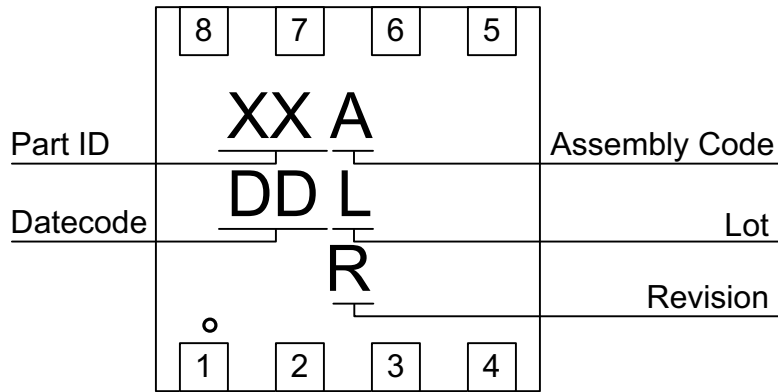 8 7 6 5
XX A
Part ID
Assembly Code
DD L
Datecode
Lot
R
Revision
1 2 3 4